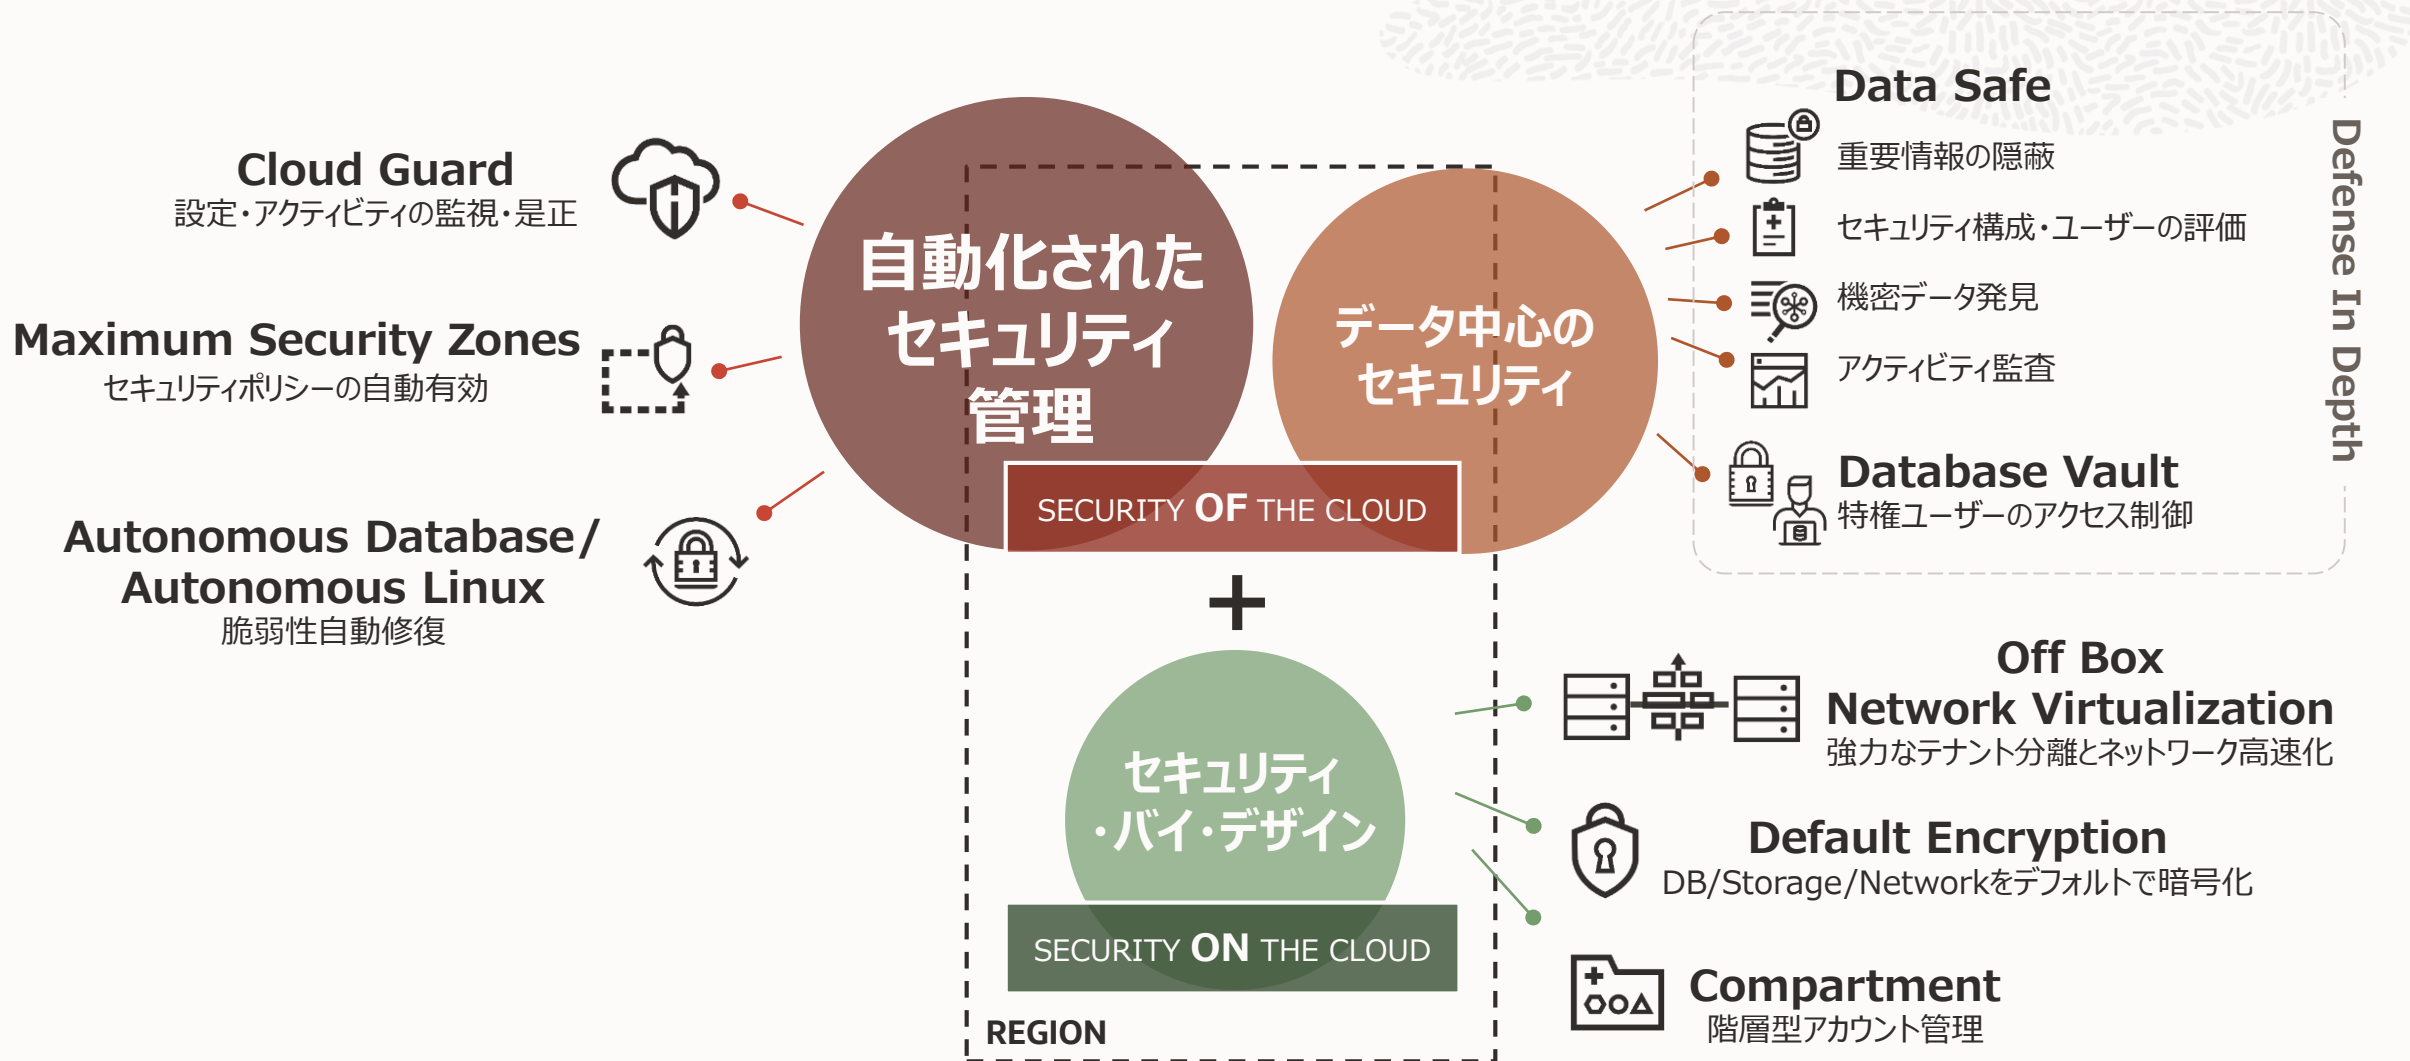 Cloud Guard
設定・アクティビティの監視・是正
Maximum Security Zones
セキュリティポリシーの自動有効
Autonomous Database/
Autonomous Linux
脆弱性自動修復
自動化された
セキュリティ
管理
データ中心の
セキュリティ
SECURITY OF THE CLOUD
+
セキュリティ
・バイ・デザイン
SECURITY ON THE CLOUD
REGION
Data Safe
重要情報の隠蔽
セキュリティ構成・ユーザーの評価
機密データ発見
アクティビティ監査
Database Vault
特権ユーザーのアクセス制御
Defense In Depth
Off Box
Network Virtualization
強力なテナント分離とネットワーク高速化
Default Encryption
DB/Storage/Networkをデフォルトで暗号化
Compartment
階層型アカウント管理